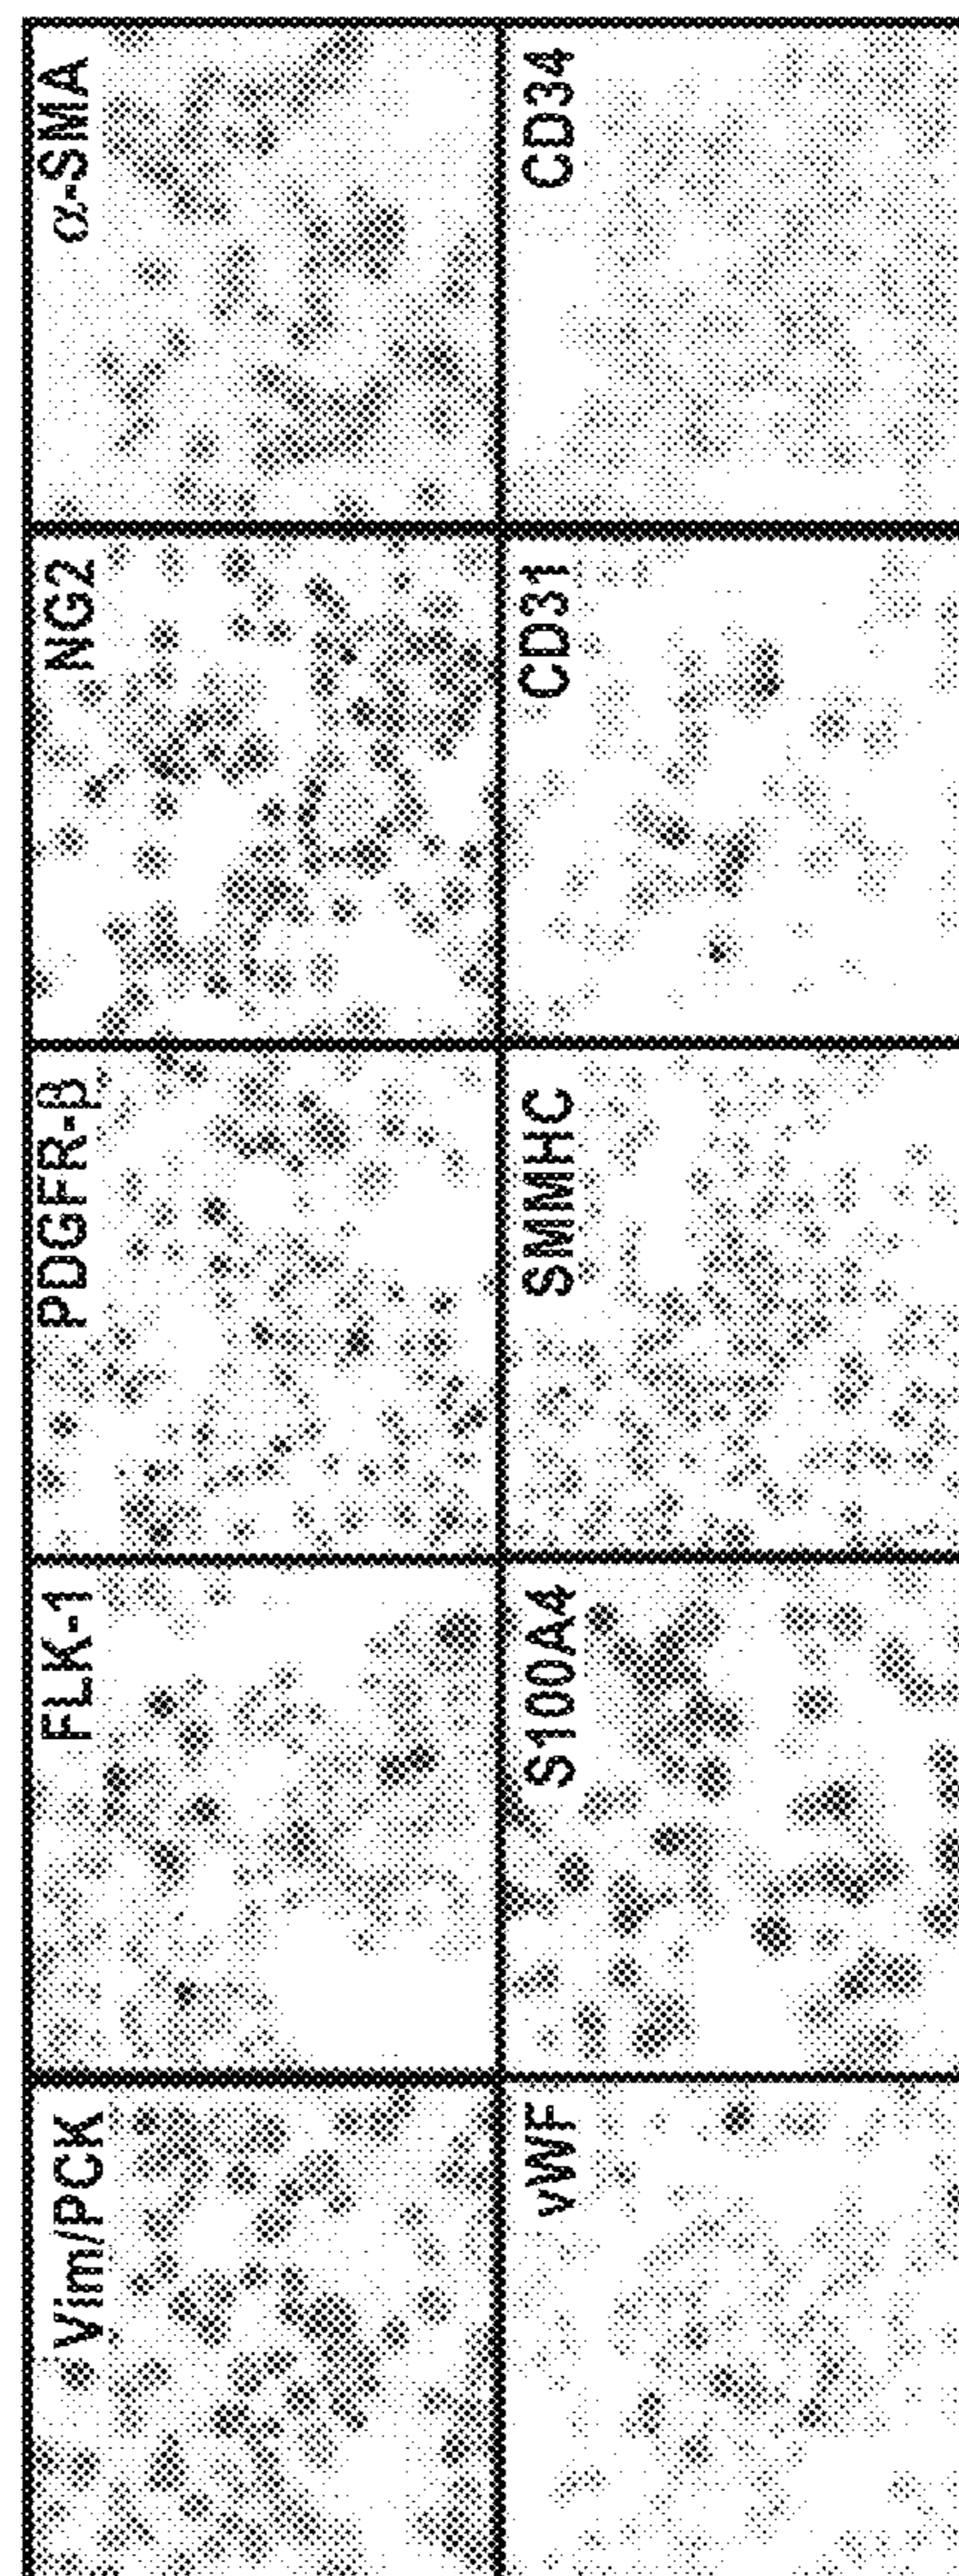 Vim/PCK
FLK-1
PDGFR-β
NG2
α-SMA
vWF
S100A4
SMMHC
CD31
CD34